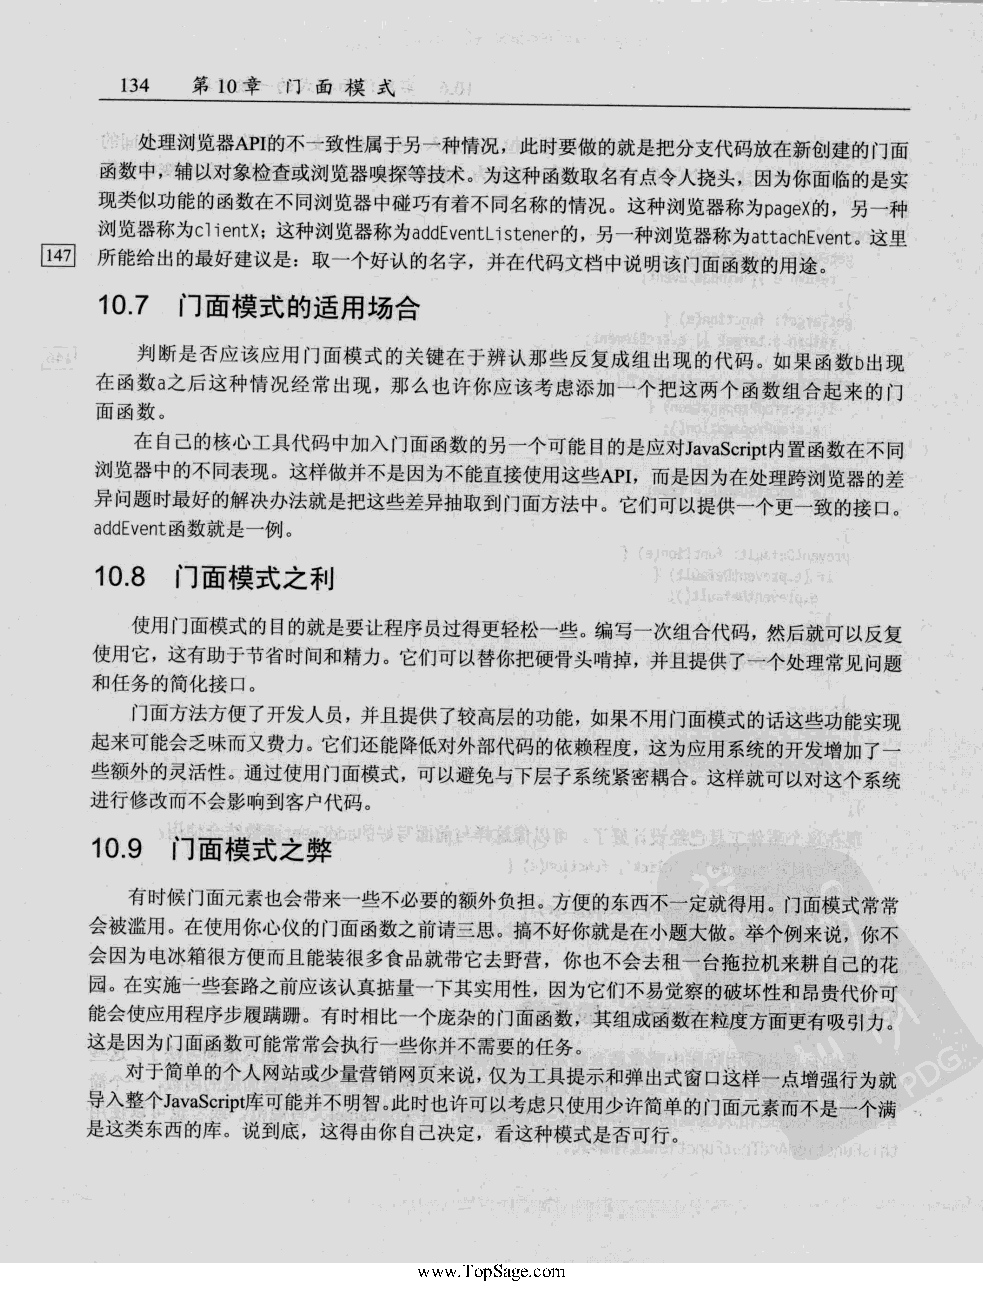 134 第10章 门面模式
处理浏览器API的不一致性属于另一种情况，此时要做的就是把分支代码放在新创建的门面
函数中，辅以对象检查或浏览器嗅探等技术。为这种函数取名有点令人挠头，因为你面临的是实
现类似功能的函数在不同浏览器中碰巧有着不同名称的情况。这种浏览器称为pageX的，另一种
浏览器称为clientX；这种浏览器称为addEventListener的，另一种浏览器称为attachEvent。这里
147 所能给出的最好建议是：取一个好认的名字，并在代码文档中说明该门面函数的用途。
10.7 门面模式的适用场合
判断是否应该应用门面模式的关键在于辨认那些反复成组出现的代码。如果函数b出现
在函数a之后这种情况经常出现，那么也许你应该考虑添加一个把这两个函数组合起来的门
面函数。
在自己的核心工具代码中加入门面函数的另一个可能目的是应对JavaScript内置函数在不同
浏览器中的不同表现。这样做并不是因为不能直接使用这些API，而是因为在处理跨浏览器的差
异问题时最好的解决办法就是把这些差异抽取到门面方法中。它们可以提供一个更一致的接口。
addEvent函数就是一例。
10.8 门面模式之利
使用门面模式的目的就是要让程序员过得更轻松一些。编写一次组合代码，然后就可以反复
使用它，这有助于节省时间和精力。它们可以替你把硬骨头啃掉，并且提供了一个处理常见问题
和任务的简化接口。
门面方法方便了开发人员，并且提供了较高层的功能，如果不用门面模式的话这些功能实现
起来可能会乏味而又费力。它们还能降低对外部代码的依赖程度，这为应用系统的开发增加了一
些额外的灵活性。通过使用门面模式，可以避免与下层子系统紧密耦合。这样就可以对这个系统
进行修改而不会影响到客户代码。
10.9 门面模式之弊
有时候门面元素也会带来一些不必要的额外负担。方便的东西不一定就得用。门面模式常常
会被滥用。在使用你心仪的门面函数之前请三思。搞不好你就是在小题大做。举个例来说，你不
会因为电冰箱很方便而且能装很多食品就带它去野营，你也不会去租一台拖拉机来耕自己的花
园。在实施一些套路之前应该认真掂量一下其实用性，因为它们不易觉察的破坏性和昂贵代价可
能会使应用程序步履蹒跚。有时相比一个庞杂的门面函数，其组成函数在粒度方面更有吸引力。
这是因为门面函数可能常常会执行一些你并不需要的任务。
对于简单的个人网站或少量营销网页来说，仅为工具提示和弹出式窗口这样一点增强行为就
导入整个JavaScript库可能并不明智。此时也许可以考虑只使用少许简单的门面元素而不是一个满
是这类东西的库。说到底，这得由你自己决定，看这种模式是否可行。
PDG
www.TopSage.com